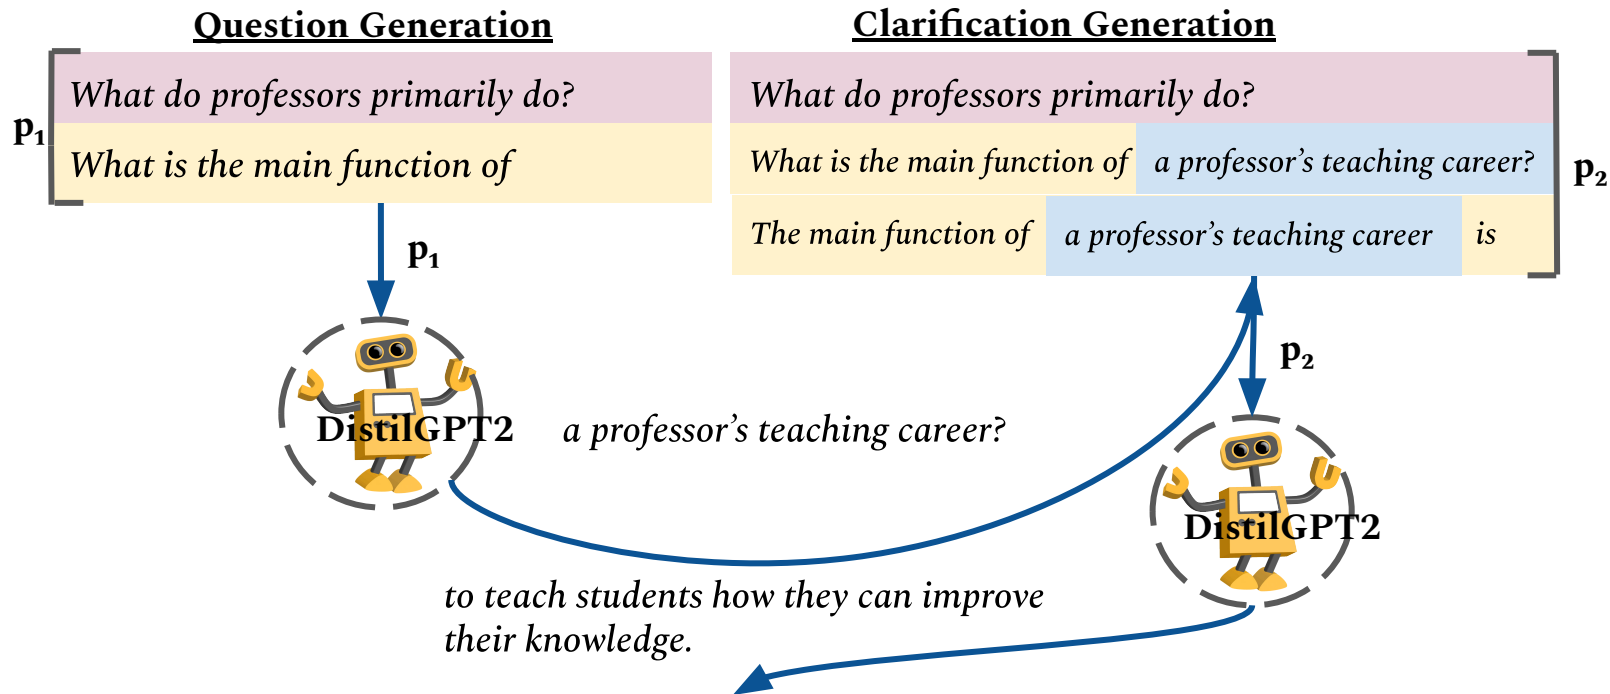 Question Generation
What do professors primarily do?
What is the main function of
p₁
p₁
DistilGPT2
a professor's teaching career?
Clarification Generation
What do professors primarily do?
What is the main function of a professor's teaching career?
The main function of a professor's teaching career is
p₂
p₂
DistilGPT2
to teach students how they can improve
their knowledge.